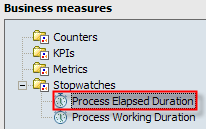 Business measures
Counters
KPIs
Metrics
Stopwatches
Process Elapsed Duration
Process Working Duration